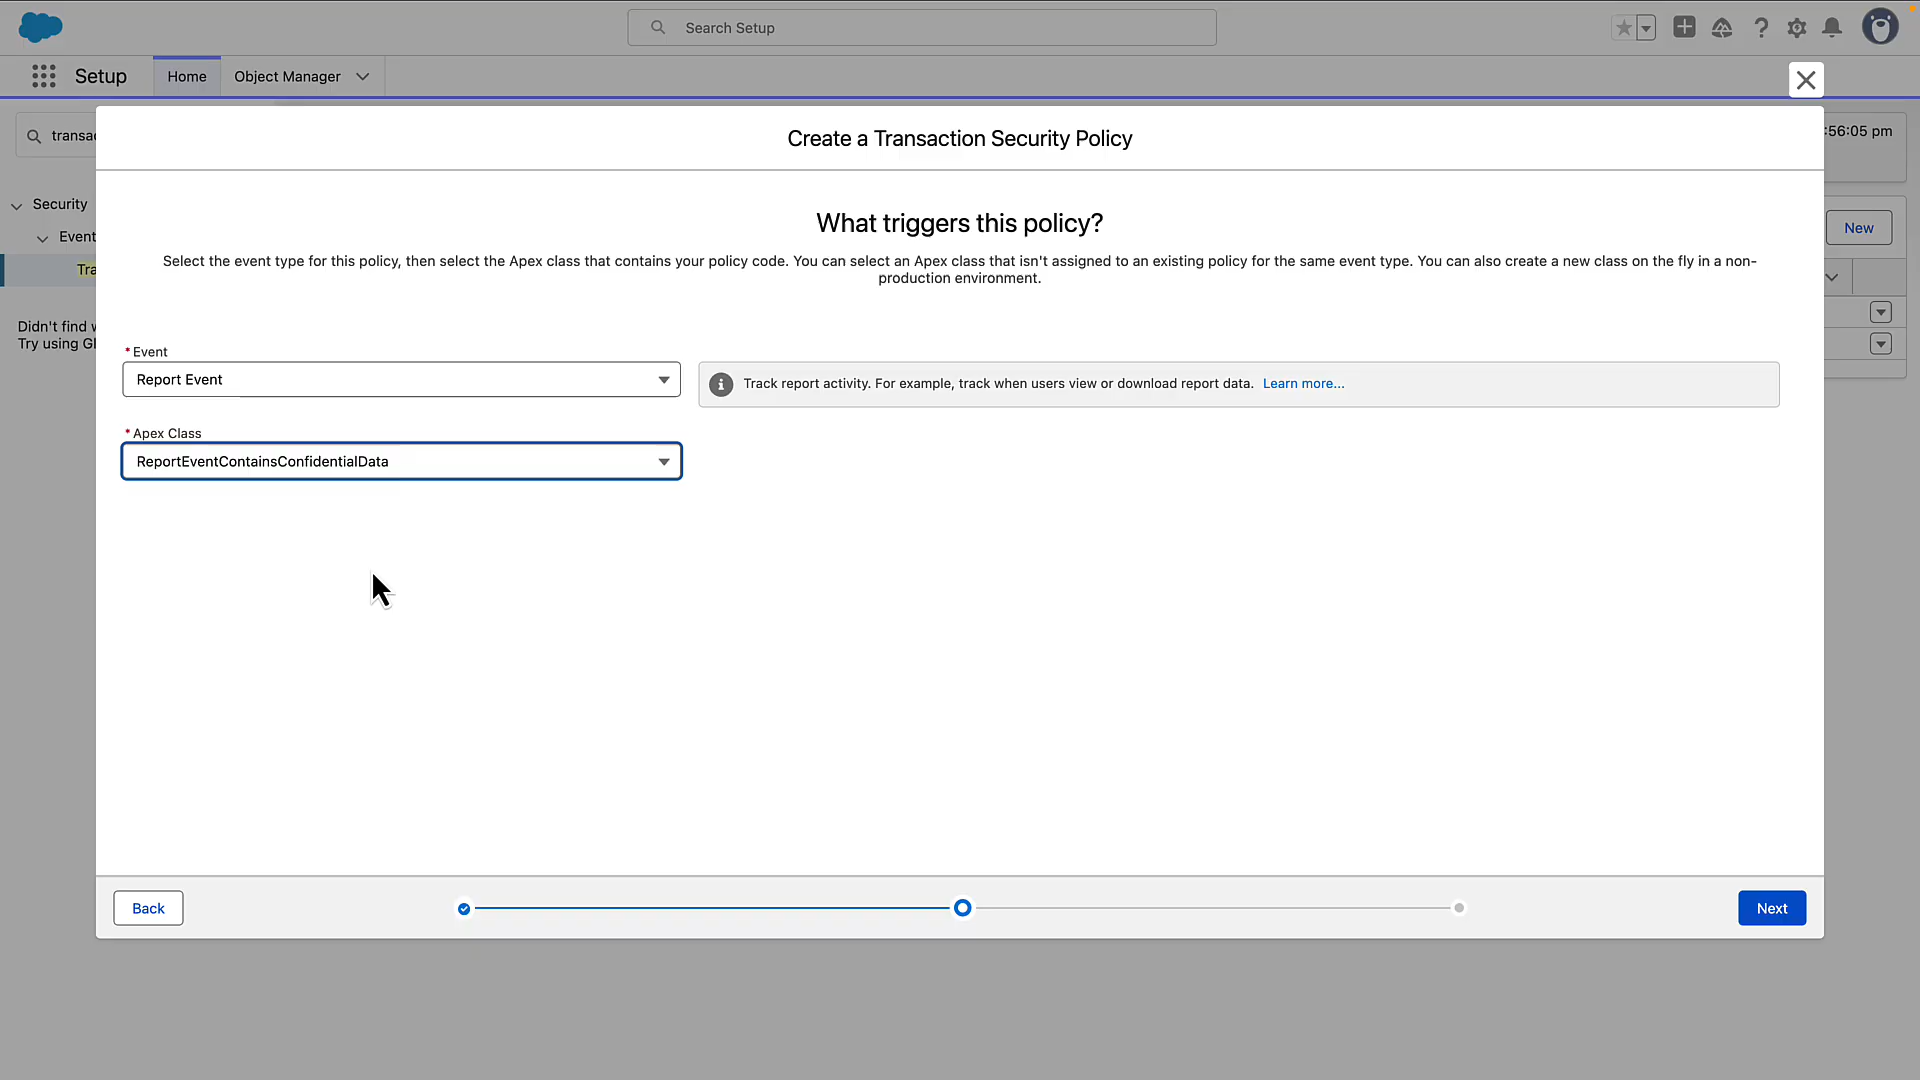 Search Setup
Setup
Home
Object Manager
transac
:56:05 pm
Create a Transaction Security Policy
Security
Event
Tra
Didn't find w
Try using Gl
New
What triggers this policy?
Select the event type for this policy, then select the Apex class that contains your policy code. You can select an Apex class that isn't assigned to an existing policy for the same event type. You can also create a new class on the fly in a non-
production environment.
* Event
Report Event
Track report activity. For example, track when users view or download report data. Learn more...
* Apex Class
ReportEventContainsConfidentialData
Back
Next